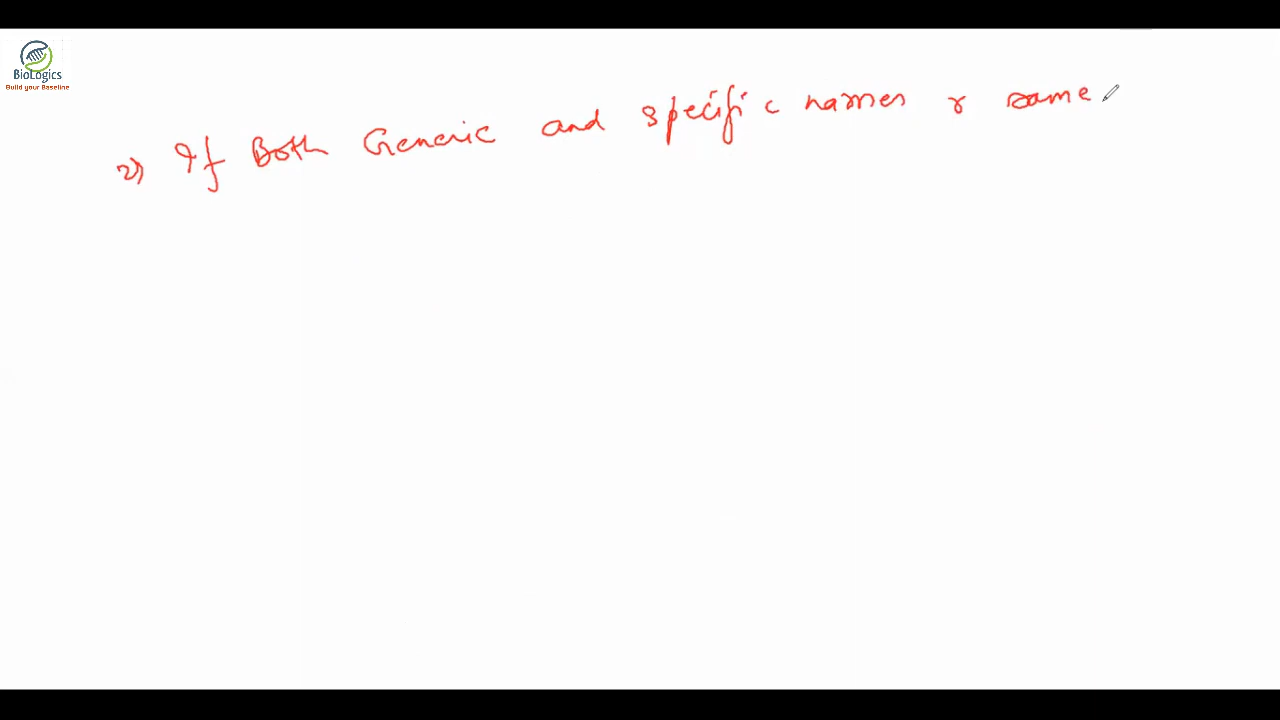 BioLogics
Build your Baseline
2) If Both Generic and specific names r same